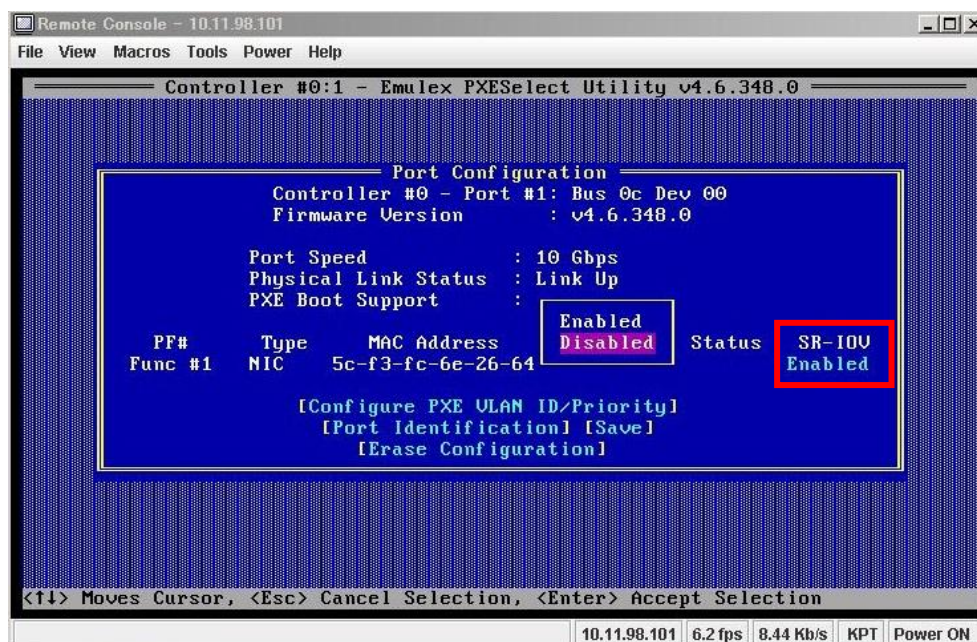 Remote Console - 10.11.98.101
File View Macros Tools Power Help
Controller #0:1 - Emulex PXESelect Utility v4.6.348.0
Port Configuration
Controller #0 - Port #1: Bus 0c Dev 00
Firmware Version : v4.6.348.0
Port Speed : 10 Gbps
Physical Link Status : Link Up
PXE Boot Support :
Enabled
Disabled
PF# Type MAC Address Status SR-IOV
Func #1 NIC 5c-f3-fc-6e-26-64 Enabled
[Configure PXE VLAN ID/Priority]
[Port Identification] [Save]
[Erase Configuration]
<↑↓> Moves Cursor, <Esc> Cancel Selection, <Enter> Accept Selection
10.11.98.101 6.2 fps 8.44 Kb/s KPT Power ON